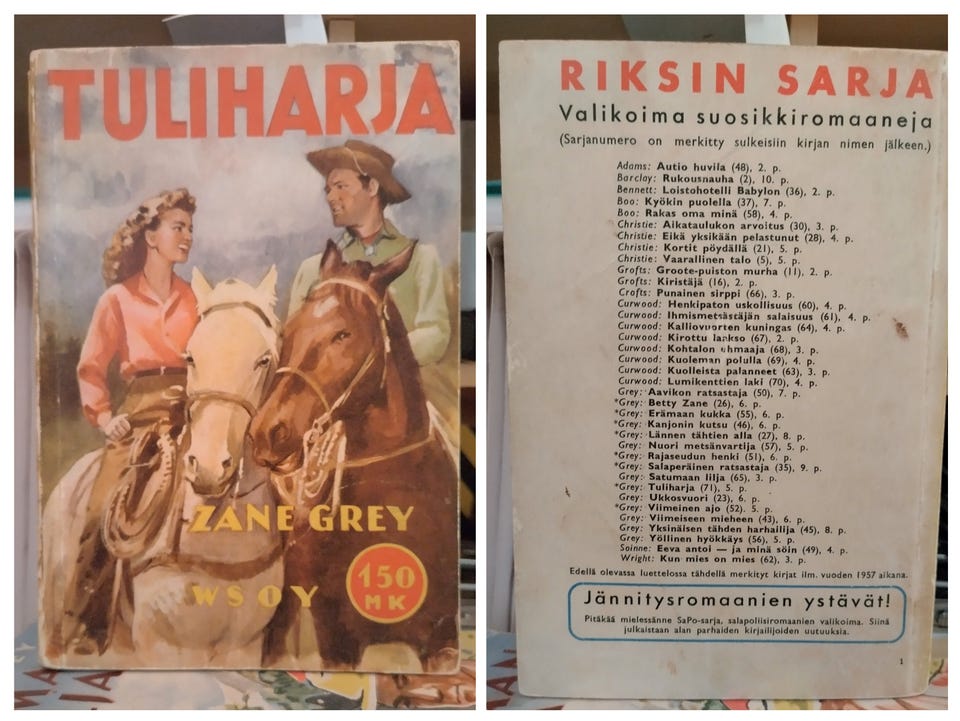 TULIHARJA
ZANE GREY
WSOY
150
MK
RIKSIN SARJA
Valikoima suosikkiromaaneja
(Sarjanumero on merkitty sulkeisiin kirjan nimen jälkeen.)
Adams: Autio huvila (48), 2. p.
Barclay: Rukousnauha (2), 10. p.
Bennett: Loistohotelli Babylon (36), 2. p.
Boo: Kyökin puolella (37), 7. p.
Boo: Rakas oma minä (58), 4. p.
Christie: Aikataulukon arvoitus (30), 3. p.
Christie: Eikä yksikään pelastunut (28), 4. p.
Christie: Kortit pöydällä (21), 5. p.
Christie: Vaarallinen talo (5), 5. p.
Crofts: Groote-puiston murha (11), 2. p.
Crofts: Kiristäjä (16), 2. p.
Crofts: Punainen sirppi (66), 3. p.
Curwood: Henkipaton uskollisuus (60), 4. p.
Curwood: Ihmismetsästäjän salaisuus (61), 4. p.
Curwood: Kalliovuorten kuningas (64), 4. p.
Curwood: Kirottu laakso (67), 2. p.
Curwood: Kohtalon uhmaaja (68), 3. p.
Curwood: Kuoleman polulla (69), 4. p.
Curwood: Kuolleista palanneet (63), 3. p.
Curwood: Lumikenttien laki (70), 4. p.
Grey: Aavikon ratsastaja (50), 7. p.
*Grey: Betty Zane (26), 6. p.
*Grey: Erämaan kukka (55), 6. p.
*Grey: Kanjonin kutsu (46), 6. p.
*Grey: Lännen tähtien alla (27), 8. p.
Grey: Nuori metsänvartija (57), 5. p.
*Grey: Rajaseudun henki (51), 6. p.
*Grey: Salaperäinen ratsastaja (35), 9. p.
Grey: Satumaan lilja (65), 3. p.
*Grey: Tuliharja (71), 5. p.
Grey: Ukkosvuori (23), 6. p.
*Grey: Viimeinen ajo (52). 5. p.
Grey: Viimeiseen mieheen (43), 6. p.
Grey: Yksinäisen tähden harhailija (45), 8. p.
Grey: Yöllinen hyökkäys (56), 5. p.
Soinne: Eeva antoi — ja minä söin (49), 4. p.
Wright: Kun mies on mies (62), 3. p.
Edellä olevassa luettelossa tähdellä merkityt kirjat ilm. vuoden 1957 aikana.
Jännitysromaanien ystävät!
Pitäkää mielessänne SaPo-sarja, salapoliisiromaanien valikoima. Siinä
julkaistaan alan parhaiden kirjailijoiden uutuuksia.
1